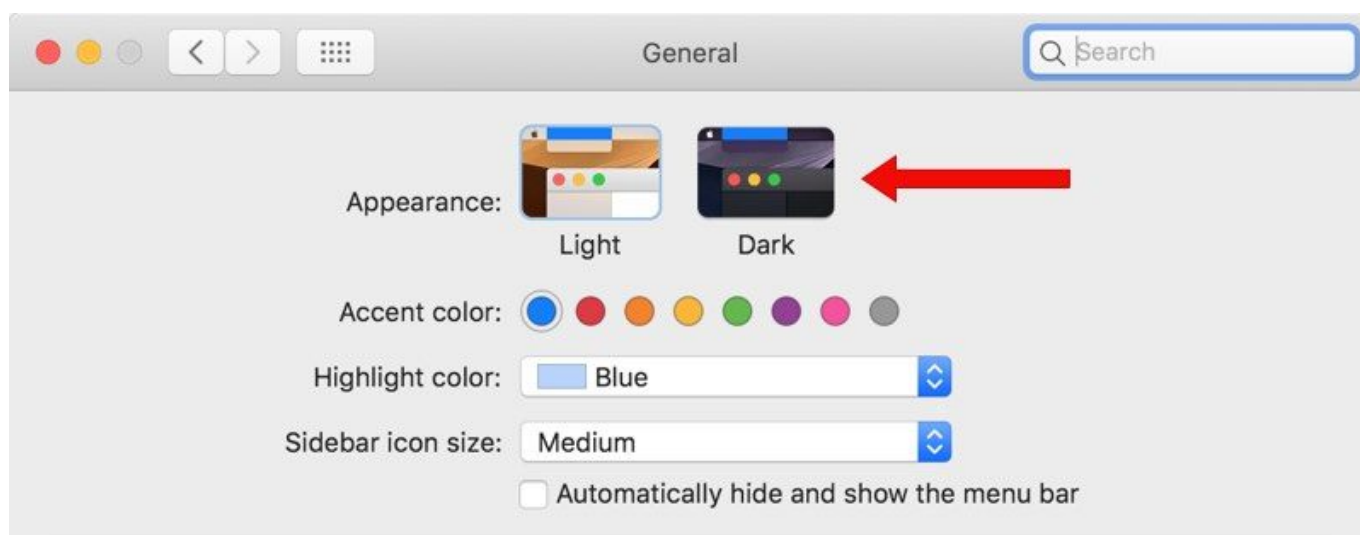 General
Search
Appearance:
Light
Dark
Accent color:
Highlight color: Blue
Sidebar icon size: Medium
Automatically hide and show the menu bar